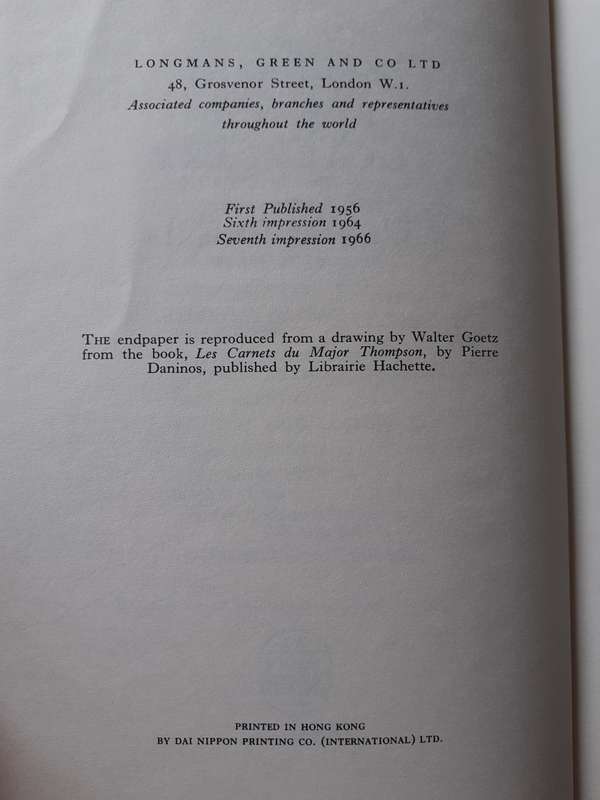 LONGMANS, GREEN AND CO LTD
48, Grosvenor Street, London W.1.
Associated companies, branches and representatives
throughout the world
First Published 1956
Sixth impression 1964
Seventh impression 1966
THE endpaper is reproduced from a drawing by Walter Goetz
from the book, Les Carnets du Major Thompson, by Pierre
Daninos, published by Librairie Hachette.
PRINTED IN HONG KONG
BY DAI NIPPON PRINTING CO. (INTERNATIONAL) LTD.